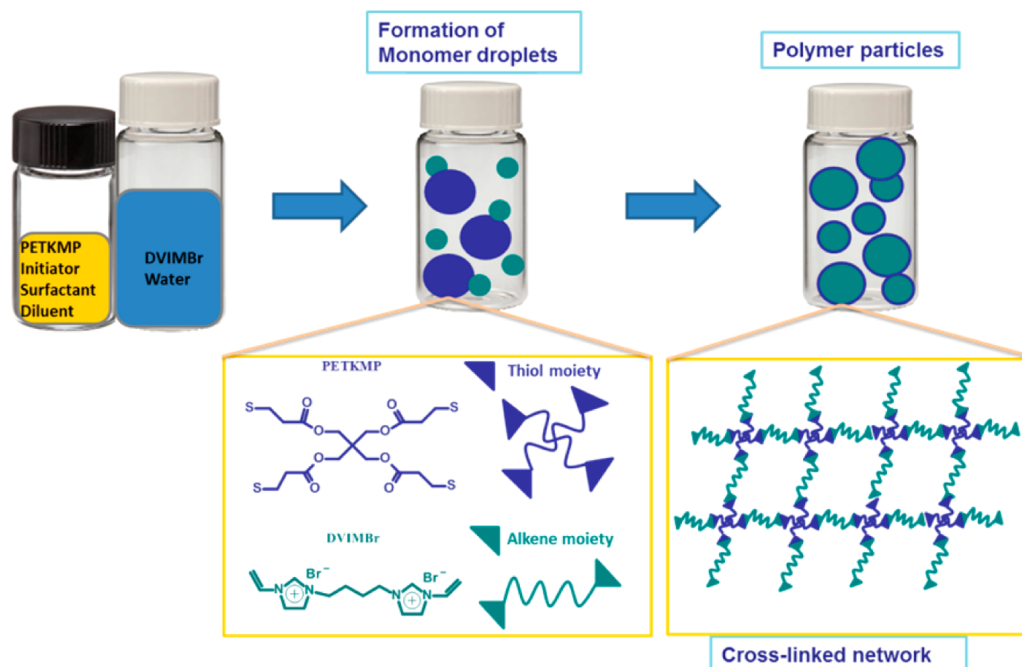 Formation of
Monomer droplets
Polymer particles
PETKMP
Initiator
Surfactant
Diluent
DVIMBr
Water
PETKMP
Thiol moiety
S
O
S
O
O
O
O
O
S
O
O
S
DVIMBr
Alkene moiety
Br−
Br−
N
N
N
N
+
+
Cross-linked network